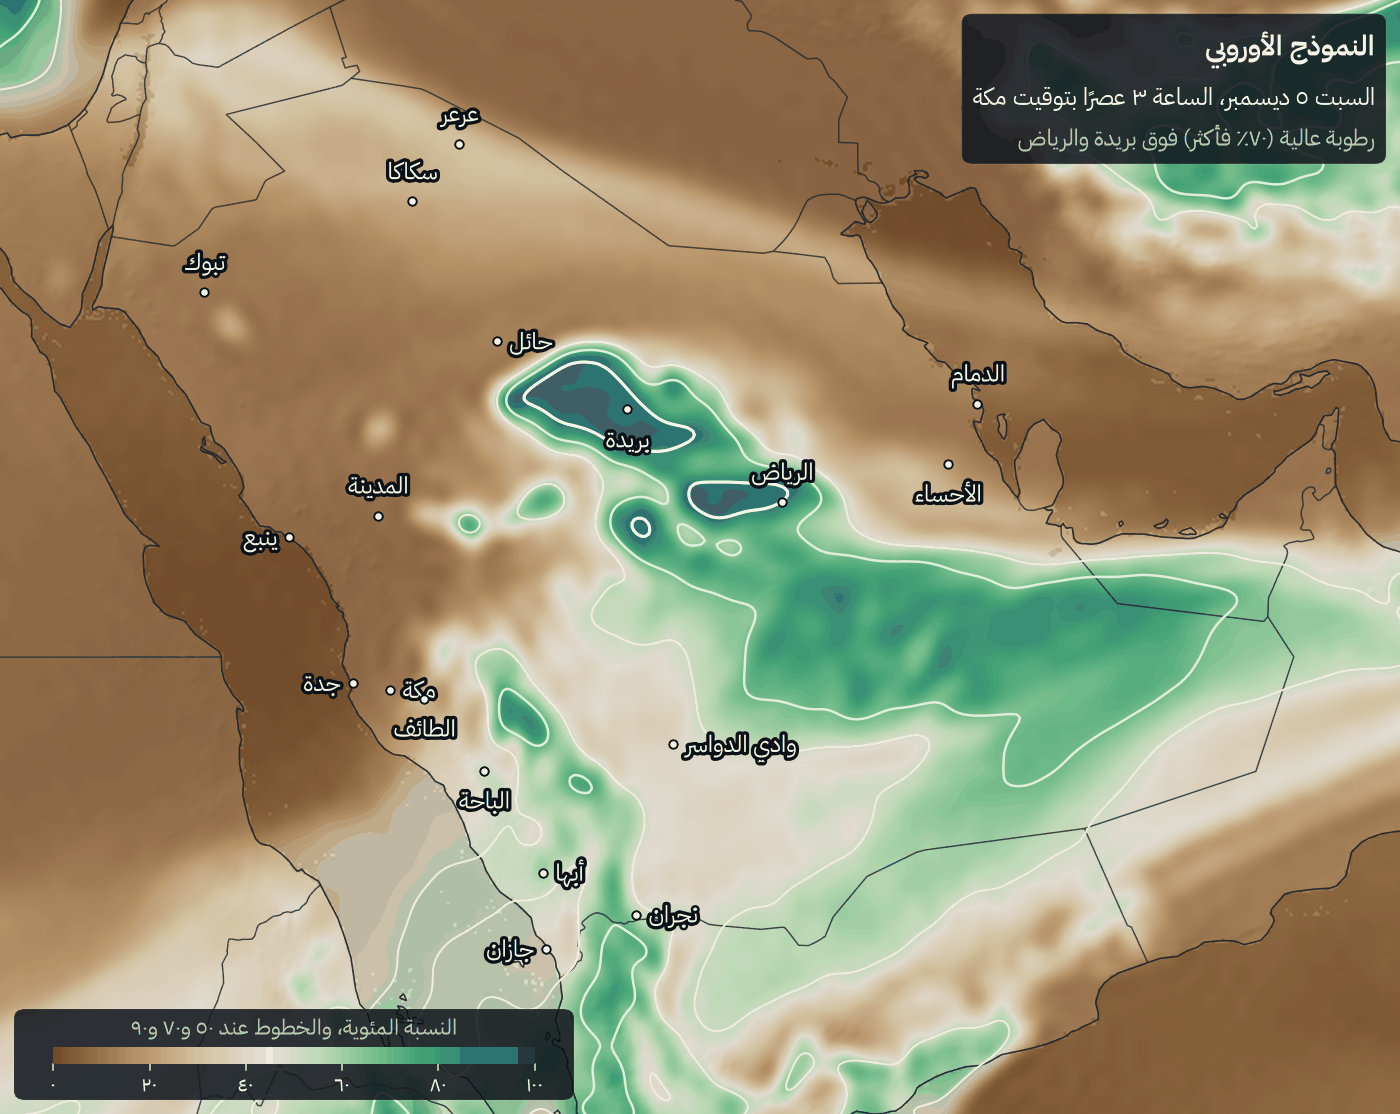 النموذج الأوروبي
السبت ٥ ديسمبر، الساعة ٣ عصرًا بتوقيت مكة
رطوبة عالية (٧٠٪ فأكثر) فوق بريدة والرياض
عرعر
سكاكا
تبوك
حائل
الدمام
بريدة
الرياض
الأحساء
المدينة
ينبع
جدة
مكة
الطائف
وادي الدواسر
الباحة
أبها
نجران
جازان
النسبة المئوية، والخطوط عند ٥٠ و٧٠ و٩٠
٠ ٢٠ ٤٠ ٦٠ ٨٠ ١٠٠